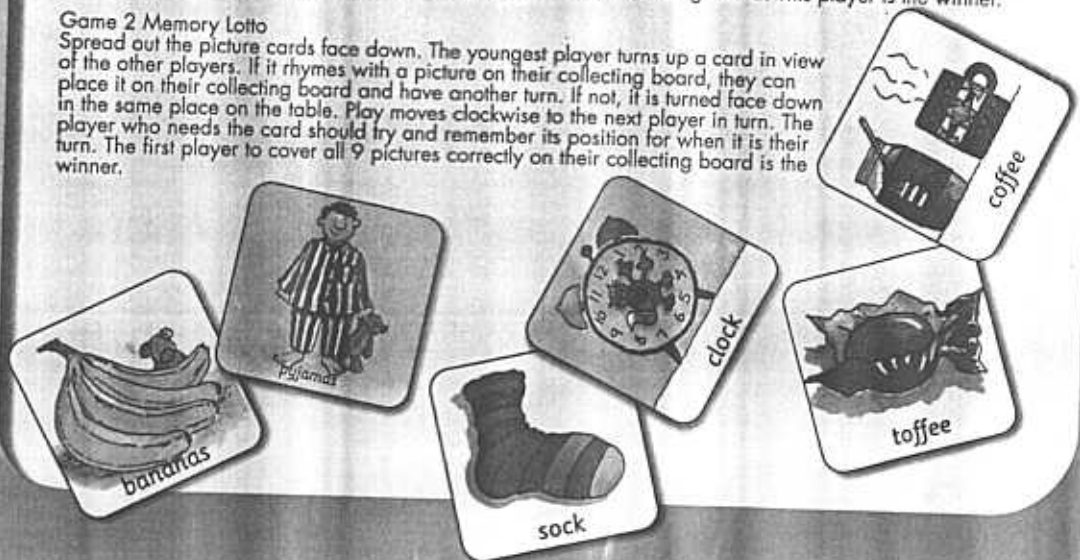 player is the winner.
Game 2 Memory Lotto
Spread out the picture cards face down. The youngest player turns up a card in view
of the other players. If it rhymes with a picture on their collecting board, they can
place it on their collecting board and have another turn. If not, it is turned face down
in the same place on the table. Play moves clockwise to the next player in turn. The
player who needs the card should try and remember its position for when it is their
turn. The first player to cover all 9 pictures correctly on their collecting board is the
winner.
coffee
pyjamas
clock
toffee
bananas
sock